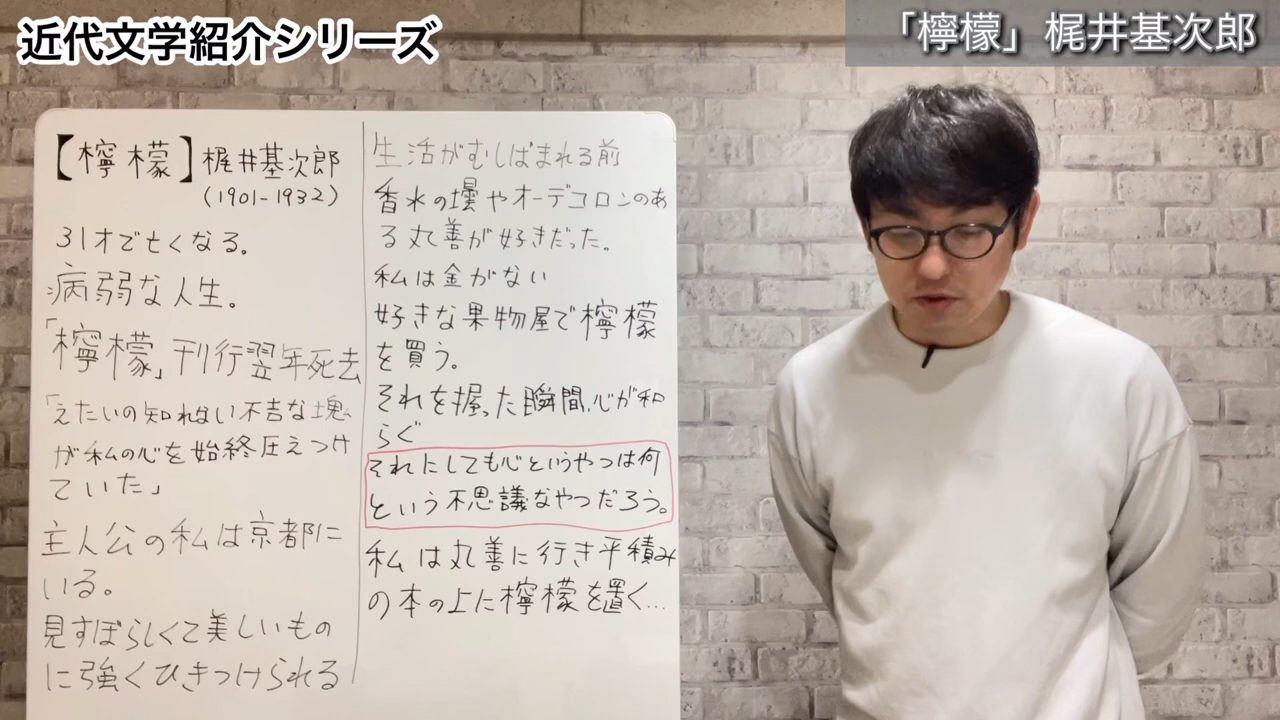 近代文学紹介シリーズ
「檸檬」 梶井基次郎
【檸檬】梶井基次郎
(1901-1932)
31才で亡くなる。
病弱な人生。
「檸檬」刊行翌年死去
「えたいの知れない不吉な塊
が私の心を始終圧えつけ
ていた」
主人公の私は京都に
いる。
見すぼらしくて美しいもの
に強くひきつけられる
生活がむしばまれる前
香水の壜やオーデコロンのあ
る丸善が好きだった。
私は金がない
好きな果物屋で檸檬
を買う。
それを握った瞬間、心が和
らぐ
それにしても心というやつは何
という不思議なやつだろう。
私は丸善に行き平積み
の本の上に檸檬を置く…